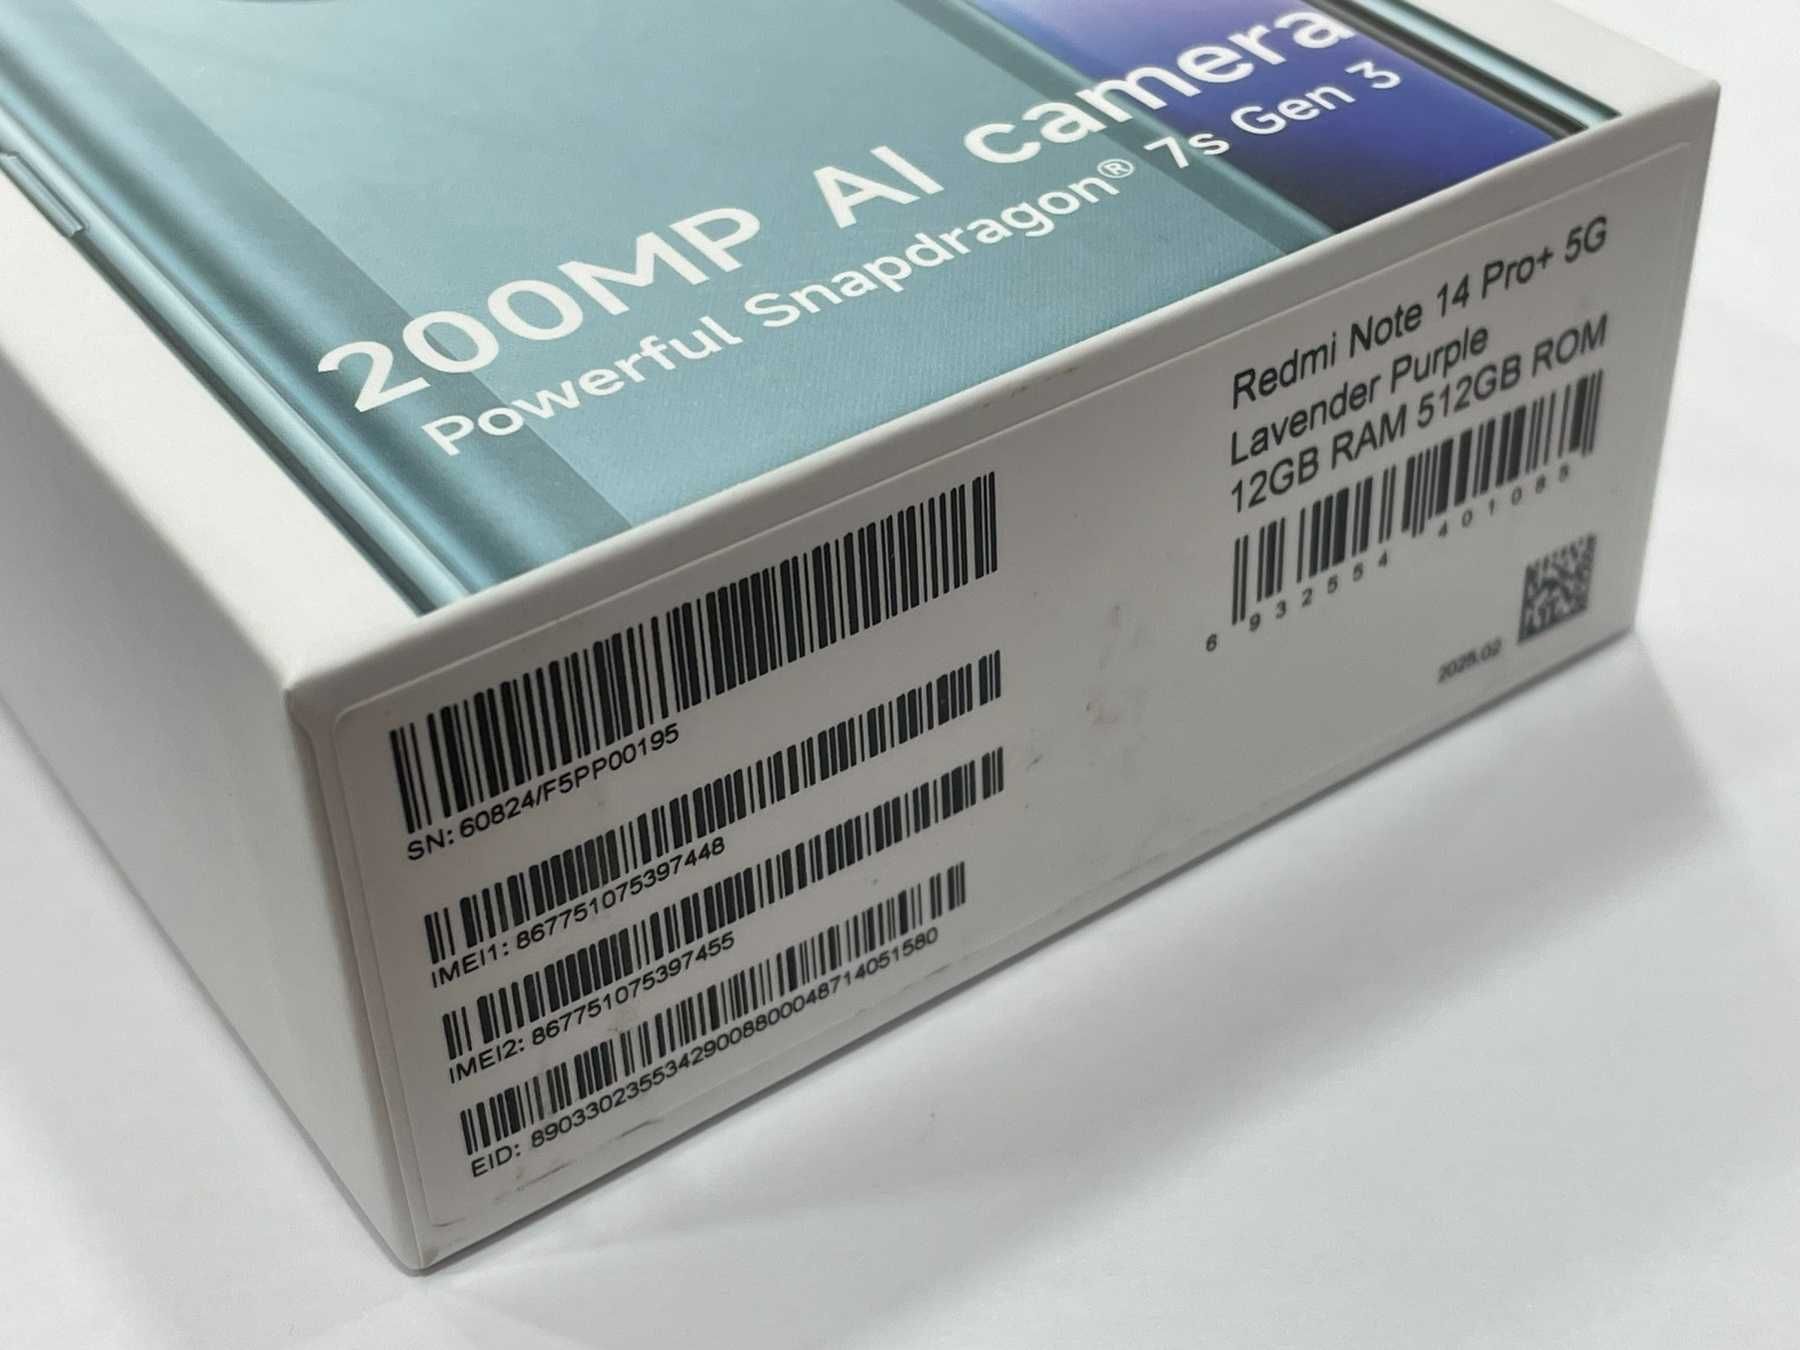 200MP AI camera
Powerful Snapdragon® 7s Gen 3
Redmi Note 14 Pro+ 5G
Lavender Purple
12GB RAM 512GB ROM
6 932554 401085
2025.02
SN: 60824/F5PP00195
IMEI1: 867751075397448
IMEI2: 867751075397455
EID: 89033023553429008800048714051580